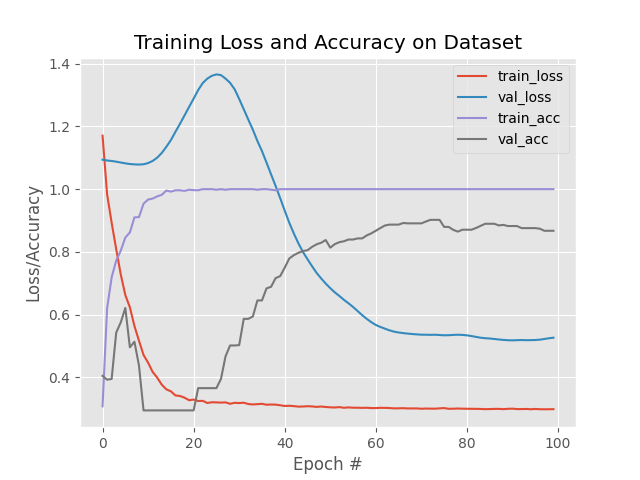 Training Loss and Accuracy on Dataset
1.4
1.2
1.0
0.8
0.6
0.4
Loss/Accuracy
train_loss
val_loss
train_acc
val_acc
0
20
40
60
80
100
Epoch #